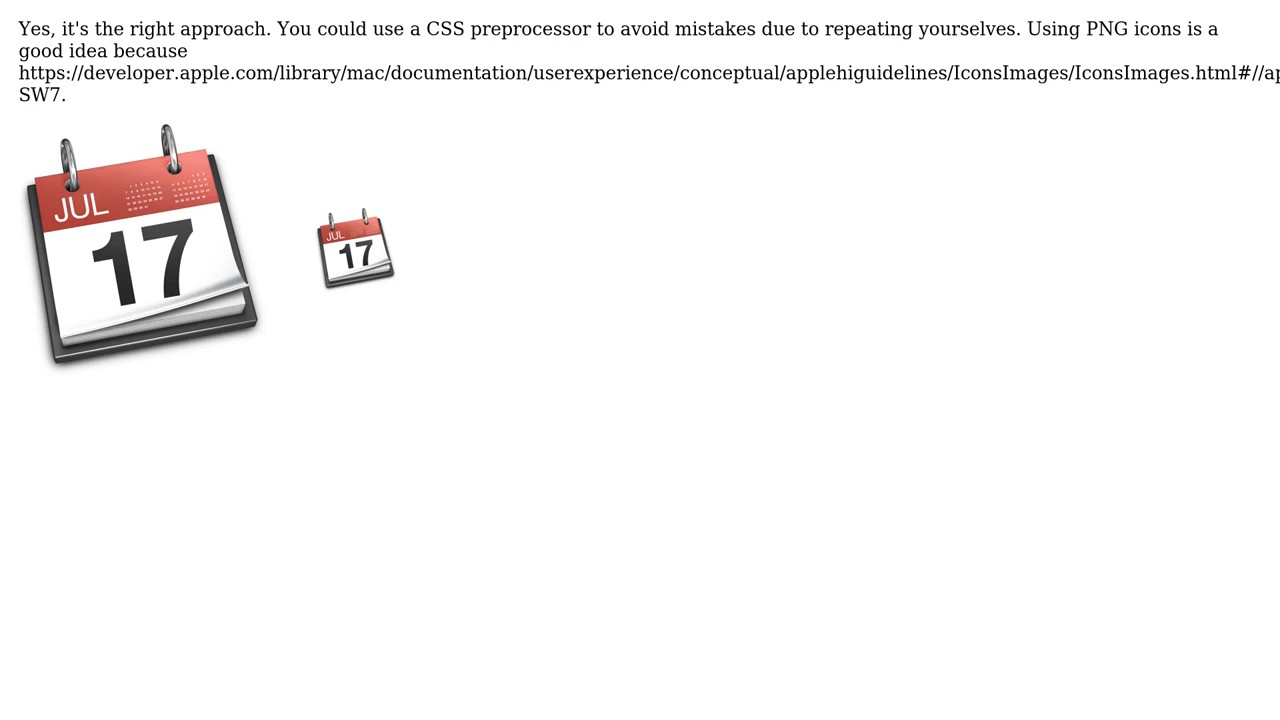 Yes, it's the right approach. You could use a CSS preprocessor to avoid mistakes due to repeating yourselves. Using PNG icons is a
good idea because
https://developer.apple.com/library/mac/documentation/userexperience/conceptual/applehiguidelines/IconsImages/IconsImages.html#//ap
SW7.
JUL
17
JUL
17